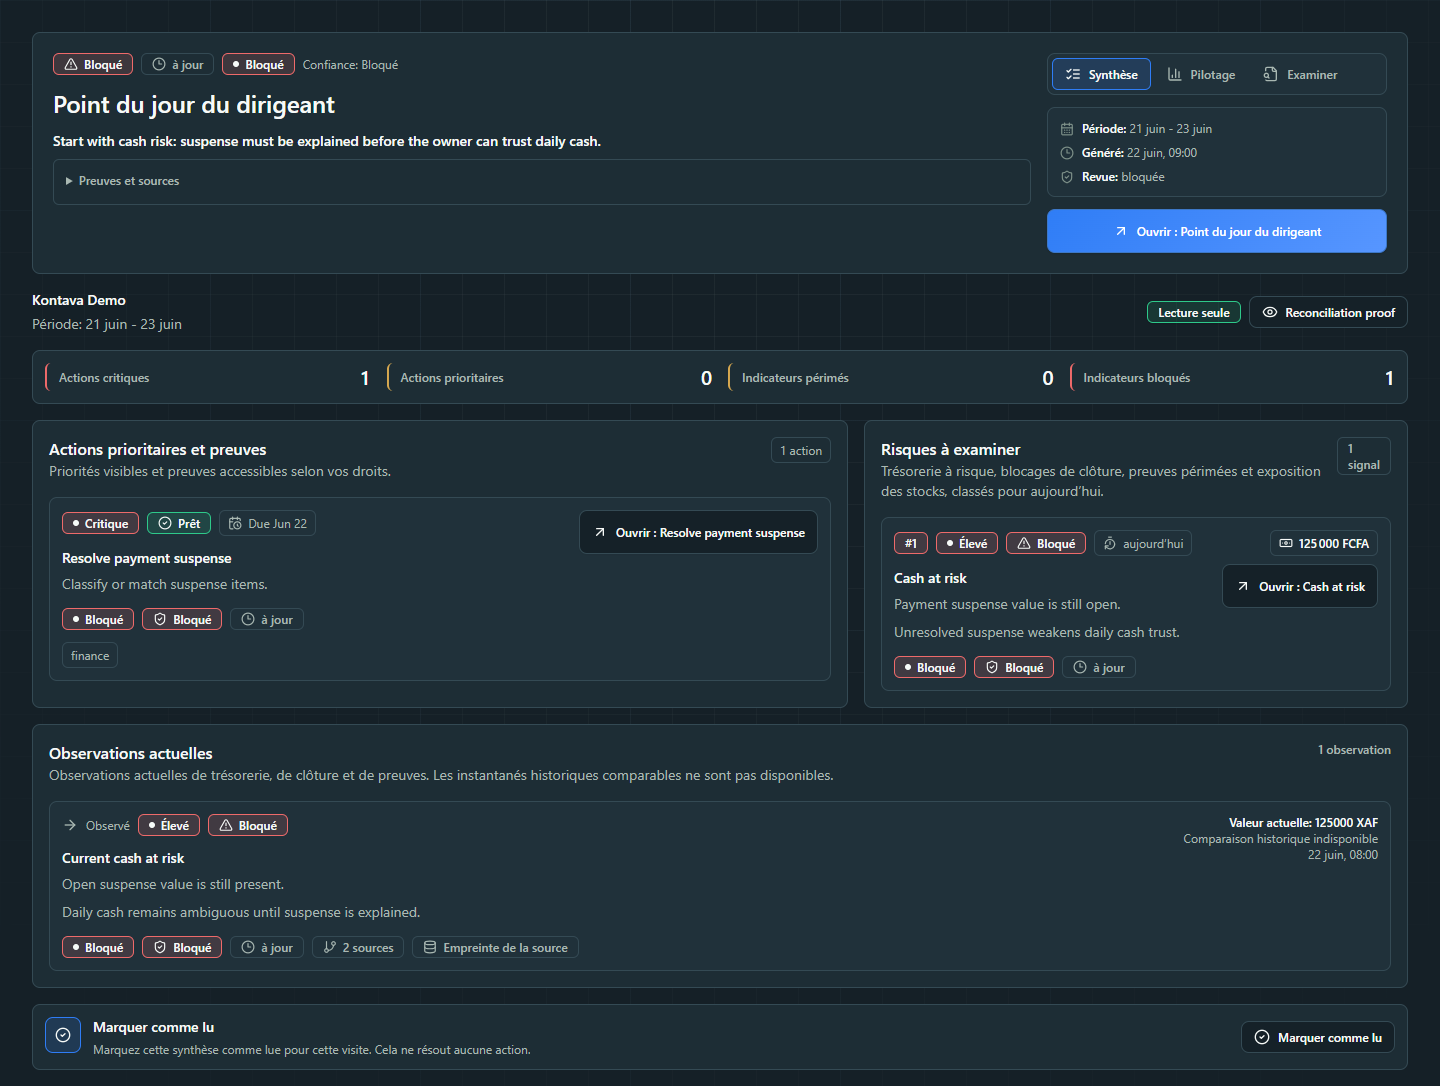 Bloqué à jour Bloqué Confiance: Bloqué
Point du jour du dirigeant
Start with cash risk: suspense must be explained before the owner can trust daily cash.
Preuves et sources
Synthèse Pilotage Examiner
Période: 21 juin - 23 juin
Généré: 22 juin, 09:00
Revue: bloquée
Ouvrir : Point du jour du dirigeant
Kontava Demo
Période: 21 juin - 23 juin
Lecture seule Reconciliation proof
Actions critiques 1 Actions prioritaires 0 Indicateurs périmés 0 Indicateurs bloqués 1
Actions prioritaires et preuves
Priorités visibles et preuves accessibles selon vos droits.
1 action
Critique Prêt Due Jun 22
Ouvrir : Resolve payment suspense
Resolve payment suspense
Classify or match suspense items.
Bloqué Bloqué à jour
finance
Risques à examiner
Trésorerie à risque, blocages de clôture, preuves périmées et exposition
des stocks, classés pour aujourd’hui.
1
signal
#1 Élevé Bloqué aujourd’hui 125 000 FCFA
Cash at risk
Ouvrir : Cash at risk
Payment suspense value is still open.
Unresolved suspense weakens daily cash trust.
Bloqué Bloqué à jour
Observations actuelles
Observations actuelles de trésorerie, de clôture et de preuves. Les instantanés historiques comparables ne sont pas disponibles.
1 observation
Observé Élevé Bloqué
Current cash at risk
Open suspense value is still present.
Daily cash remains ambiguous until suspense is explained.
Valeur actuelle: 125000 XAF
Comparaison historique indisponible
22 juin, 08:00
Bloqué Bloqué à jour 2 sources Empreinte de la source
Marquer comme lu
Marquez cette synthèse comme lue pour cette visite. Cela ne résout aucune action.
Marquer comme lu